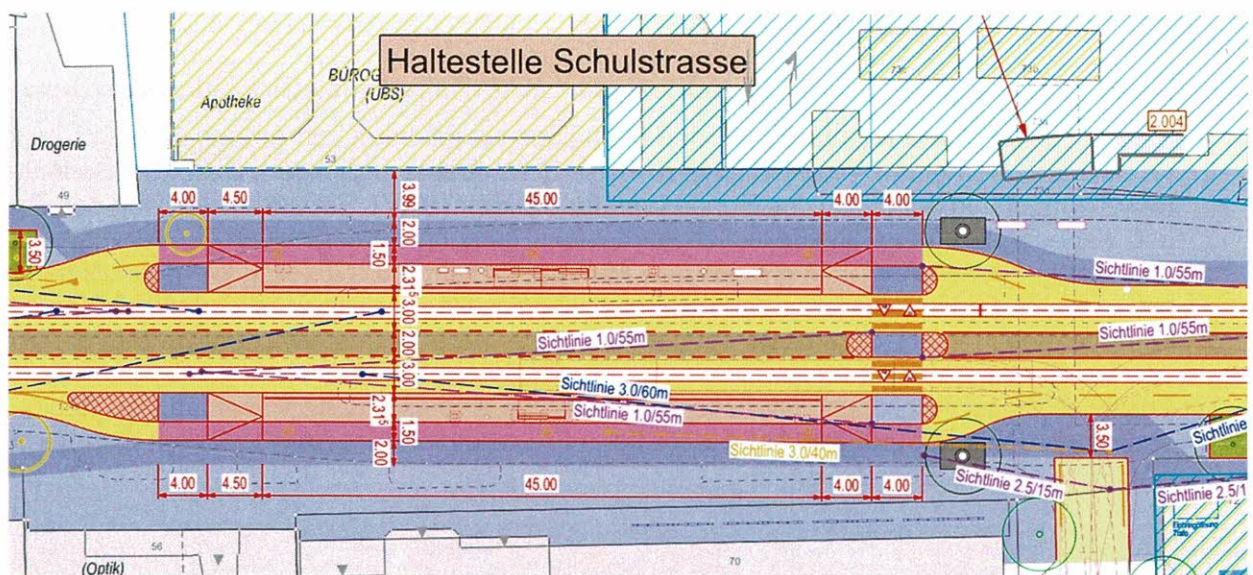 Haltestelle Schulstrasse
(UBS)
Apotheke
Drogerie
53
49
2.004
4.00
4.50
3.99
45.00
4.00
4.00
2.00
3.50
1.50
2.31⁵
3.00
2.00
3.00
2.31⁵
1.50
2.00
Sichtlinie 1.0/55m
Sichtlinie 1.0/55m
Sichtlinie 1.0/55m
Sichtlinie 3.0/60m
Sichtlinie 1.0/55m
Sichtlinie 3.0/40m
3.50
Sichtlinie
Sichtlinie 2.5/15m
Sichtlinie 2.5/1
4.00
4.50
45.00
4.00
4.00
56
(Optik)
70